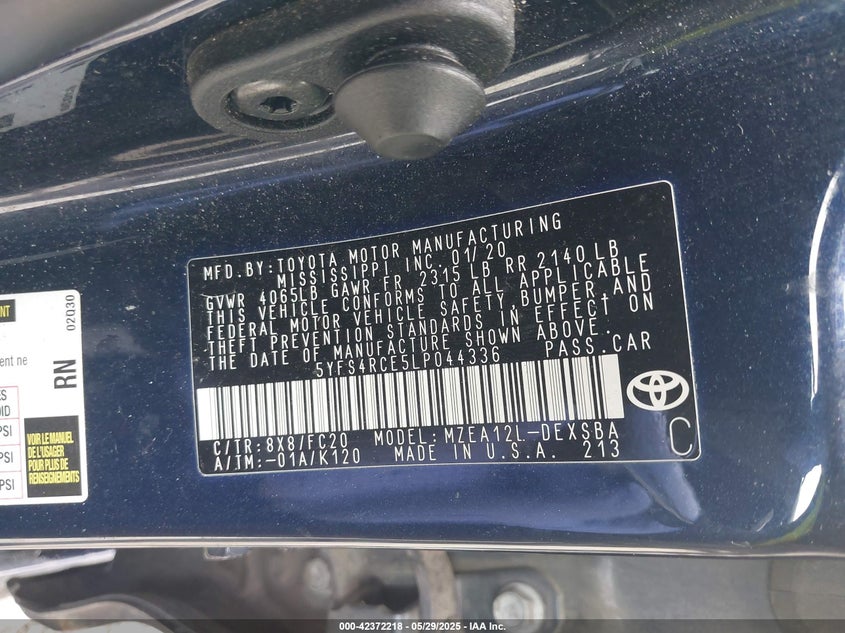 MFD. BY: TOYOTA MOTOR MANUFACTURING
MISSISSIPPI INC. 01/20
GVWR 4065LB GAWR FR 2315 LB RR 2140 LB
THIS VEHICLE CONFORMS TO ALL APPLICABLE
FEDERAL MOTOR VEHICLE SAFETY, BUMPER, AND
THEFT PREVENTION STANDARDS IN EFFECT ON
THE DATE OF MANUFACTURE SHOWN ABOVE.
5YFS4RCE5LP044336 PASS. CAR
C/TR: 8X8/FC20 MODEL: MZEA12L-DEXSBA
A/TM: -01A/K120 MADE IN U.S.A. 213
C
02Q30
RN
ent ne
PSI
VOIR LE MANUEL
DE L'USAGER
POUR PLUS DE
RENSEIGNEMENTS
PSI
PSI
000-42372218 - 05/29/2025 - IAA Inc.